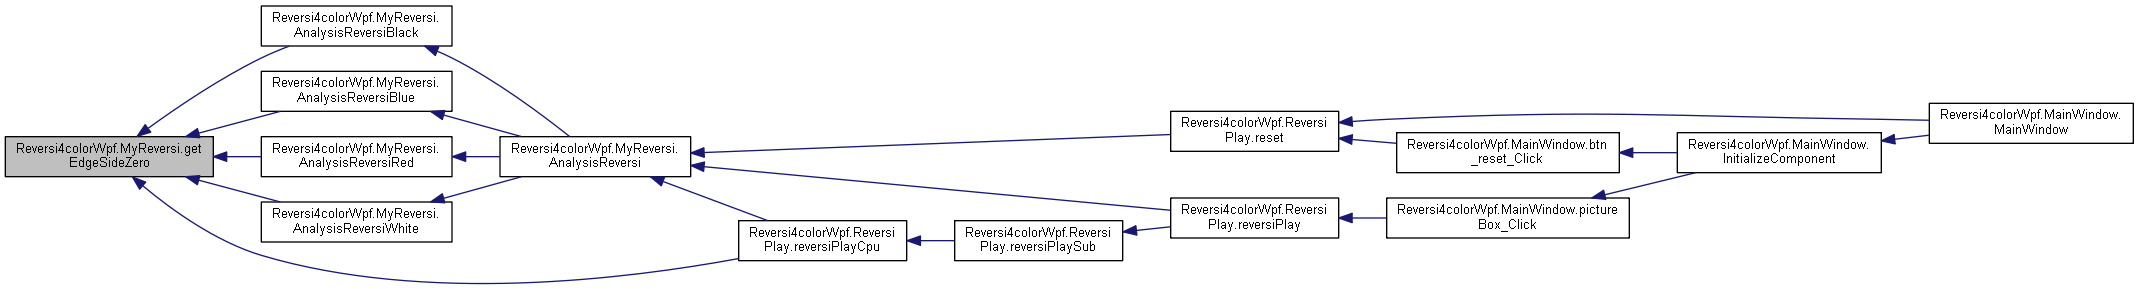 Reversi4colorWpf.MyReversi.get
EdgeSideZero
Reversi4colorWpf.MyReversi.
AnalysisReversiBlack
Reversi4colorWpf.MyReversi.
AnalysisReversiBlue
Reversi4colorWpf.MyReversi.
AnalysisReversiRed
Reversi4colorWpf.MyReversi.
AnalysisReversiWhite
Reversi4colorWpf.MyReversi.
AnalysisReversi
Reversi4colorWpf.Reversi
Play.reversiPlayCpu
Reversi4colorWpf.Reversi
Play.reversiPlaySub
Reversi4colorWpf.Reversi
Play.reset
Reversi4colorWpf.Reversi
Play.reversiPlay
Reversi4colorWpf.MainWindow.btn
_reset_Click
Reversi4colorWpf.MainWindow.picture
Box_Click
Reversi4colorWpf.MainWindow.
InitializeComponent
Reversi4colorWpf.MainWindow.
MainWindow